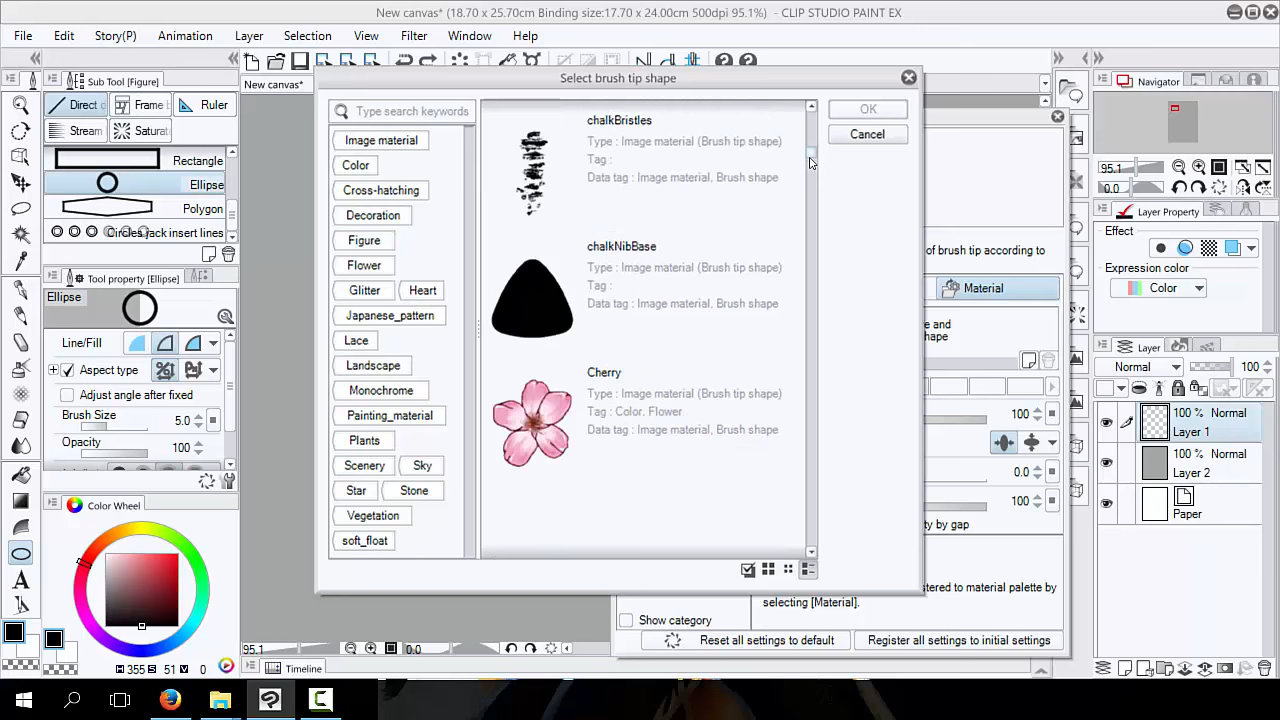 New canvas* (18.70 x 25.70cm Binding size:17.70 x 24.00cm 500dpi 95.1%) - CLIP STUDIO PAINT EX
File Edit Story(P) Animation Layer Selection View Filter Window Help
Sub Tool [Figure]
Direct
Frame
Ruler
Stream
Saturat
Rectangle
Ellipse
Polygon
Circles jack insert lines
Tool property [Ellipse]
Ellipse
Line/Fill
Aspect type
Adjust angle after fixed
Brush Size 5.0
Opacity 100
Color Wheel
355 S 51 V 0
New canvas*
Select brush tip shape
Type search keywords
Image material
Color
Cross-hatching
Decoration
Figure
Flower
Glitter Heart
Japanese_pattern
Lace
Landscape
Monochrome
Painting_material
Plants
Scenery Sky
Star Stone
Vegetation
soft_float
chalkBristles
Type : Image material (Brush tip shape)
Tag :
Data tag : Image material, Brush shape
chalkNibBase
Type : Image material (Brush tip shape)
Tag :
Data tag : Image material, Brush shape
Cherry
Type : Image material (Brush tip shape)
Tag : Color. Flower
Data tag : Image material, Brush shape
OK
Cancel
of brush tip according to
Material
e and
hape
100
0.0
100
ty by gap
stered to material palette by
selecting [Material].
Show category
Reset all settings to default
Register all settings to initial settings
95.1
0.0
Timeline
Navigator
95.1
0.0
Layer Property
Effect
Expression color
Color
Layer
Normal 100
100 % Normal
Layer 1
100 % Normal
Layer 2
Paper